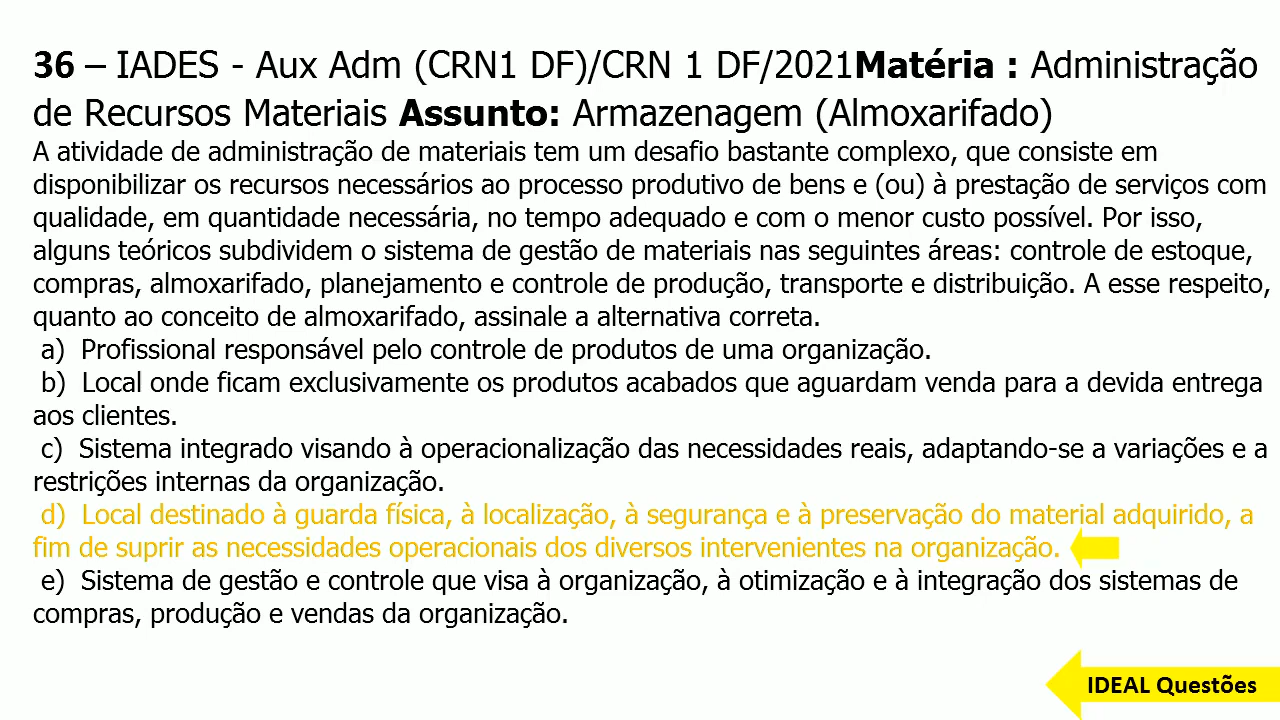 36 – IADES - Aux Adm (CRN1 DF)/CRN 1 DF/2021Matéria : Administração
de Recursos Materiais Assunto: Armazenagem (Almoxarifado)
A atividade de administração de materiais tem um desafio bastante complexo, que consiste em
disponibilizar os recursos necessários ao processo produtivo de bens e (ou) à prestação de serviços com
qualidade, em quantidade necessária, no tempo adequado e com o menor custo possível. Por isso,
alguns teóricos subdividem o sistema de gestão de materiais nas seguintes áreas: controle de estoque,
compras, almoxarifado, planejamento e controle de produção, transporte e distribuição. A esse respeito,
quanto ao conceito de almoxarifado, assinale a alternativa correta.
a) Profissional responsável pelo controle de produtos de uma organização.
b) Local onde ficam exclusivamente os produtos acabados que aguardam venda para a devida entrega
aos clientes.
c) Sistema integrado visando à operacionalização das necessidades reais, adaptando-se a variações e a
restrições internas da organização.
d) Local destinado à guarda física, à localização, à segurança e à preservação do material adquirido, a
fim de suprir as necessidades operacionais dos diversos intervenientes na organização.
e) Sistema de gestão e controle que visa à organização, à otimização e à integração dos sistemas de
compras, produção e vendas da organização.
IDEAL Questões